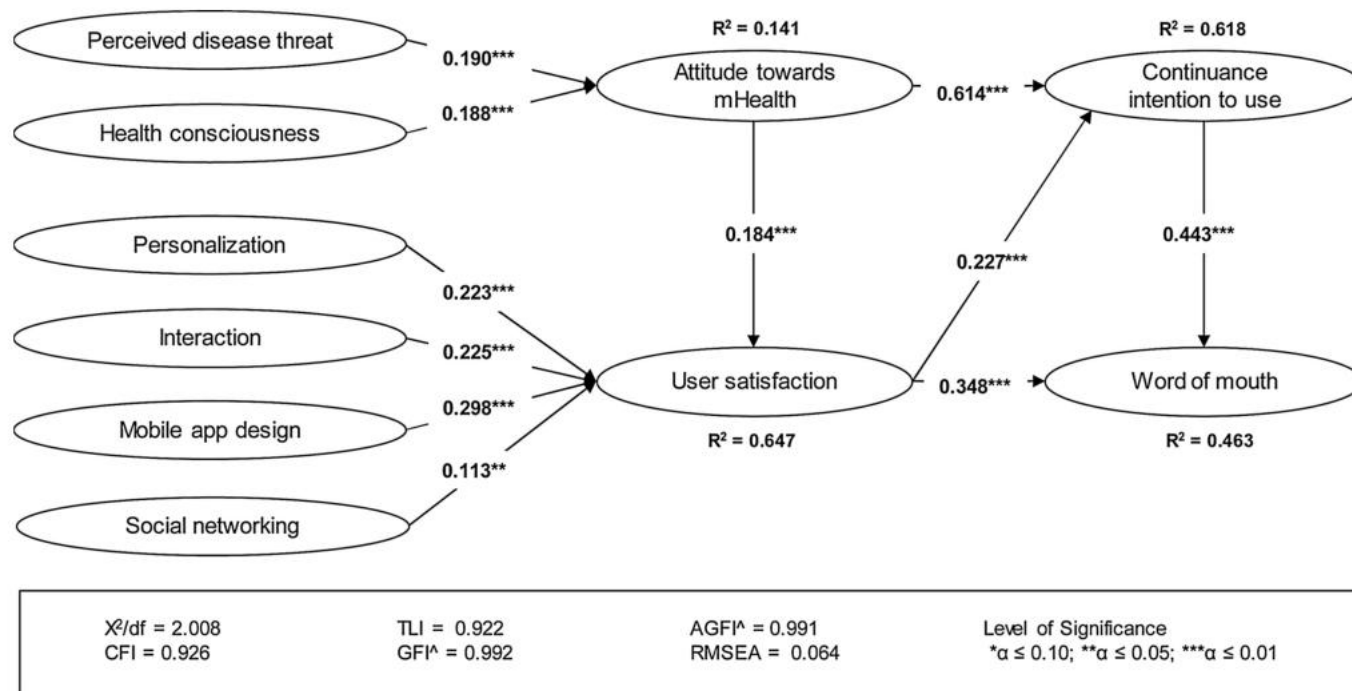 Perceived disease threat
Health consciousness
Personalization
Interaction
Mobile app design
Social networking
0.190***
0.188***
0.223***
0.225***
0.298***
0.113**
R² = 0.141
Attitude towards
mHealth
0.184***
User satisfaction
R² = 0.647
0.614***
0.227***
0.348***
R² = 0.618
Continuance
intention to use
0.443***
Word of mouth
R² = 0.463
X²/df = 2.008
CFI = 0.926
TLI = 0.922
GFI^ = 0.992
AGFI^ = 0.991
RMSEA = 0.064
Level of Significance
*α ≤ 0.10; **α ≤ 0.05; ***α ≤ 0.01